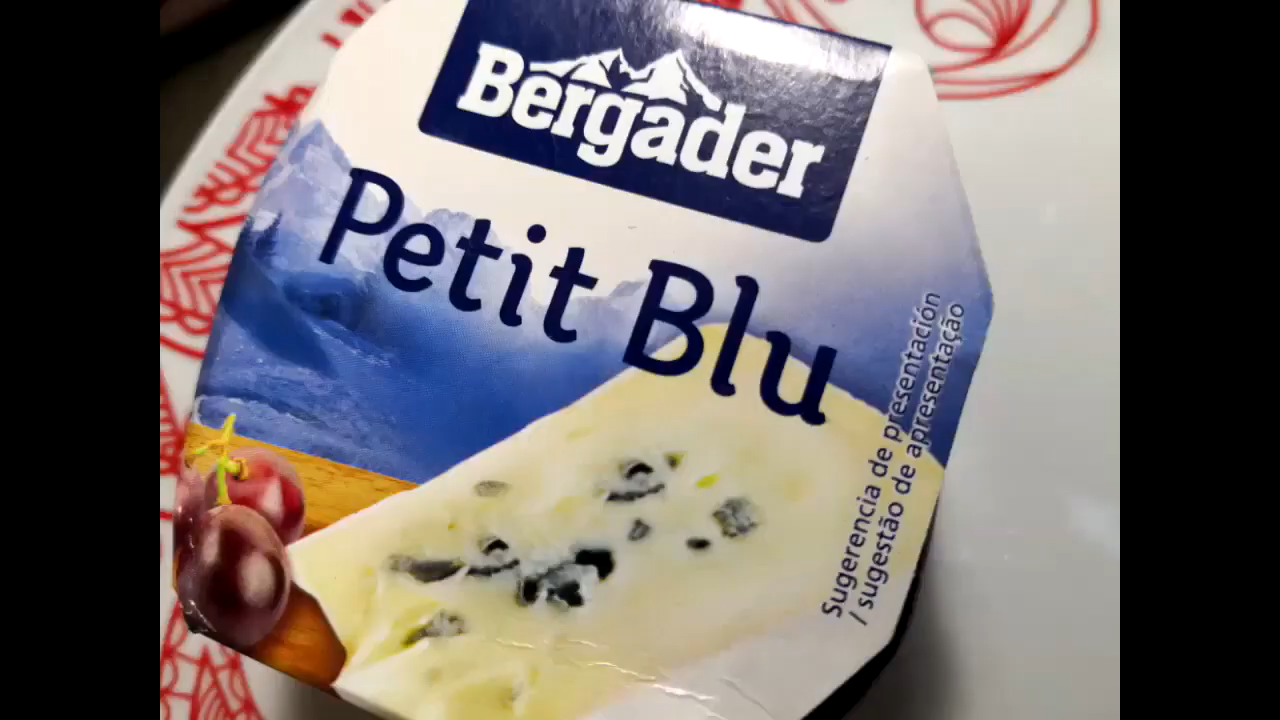 Bergader
Petit Blu
Sugerencia de presentación
/ sugestão de apresentação